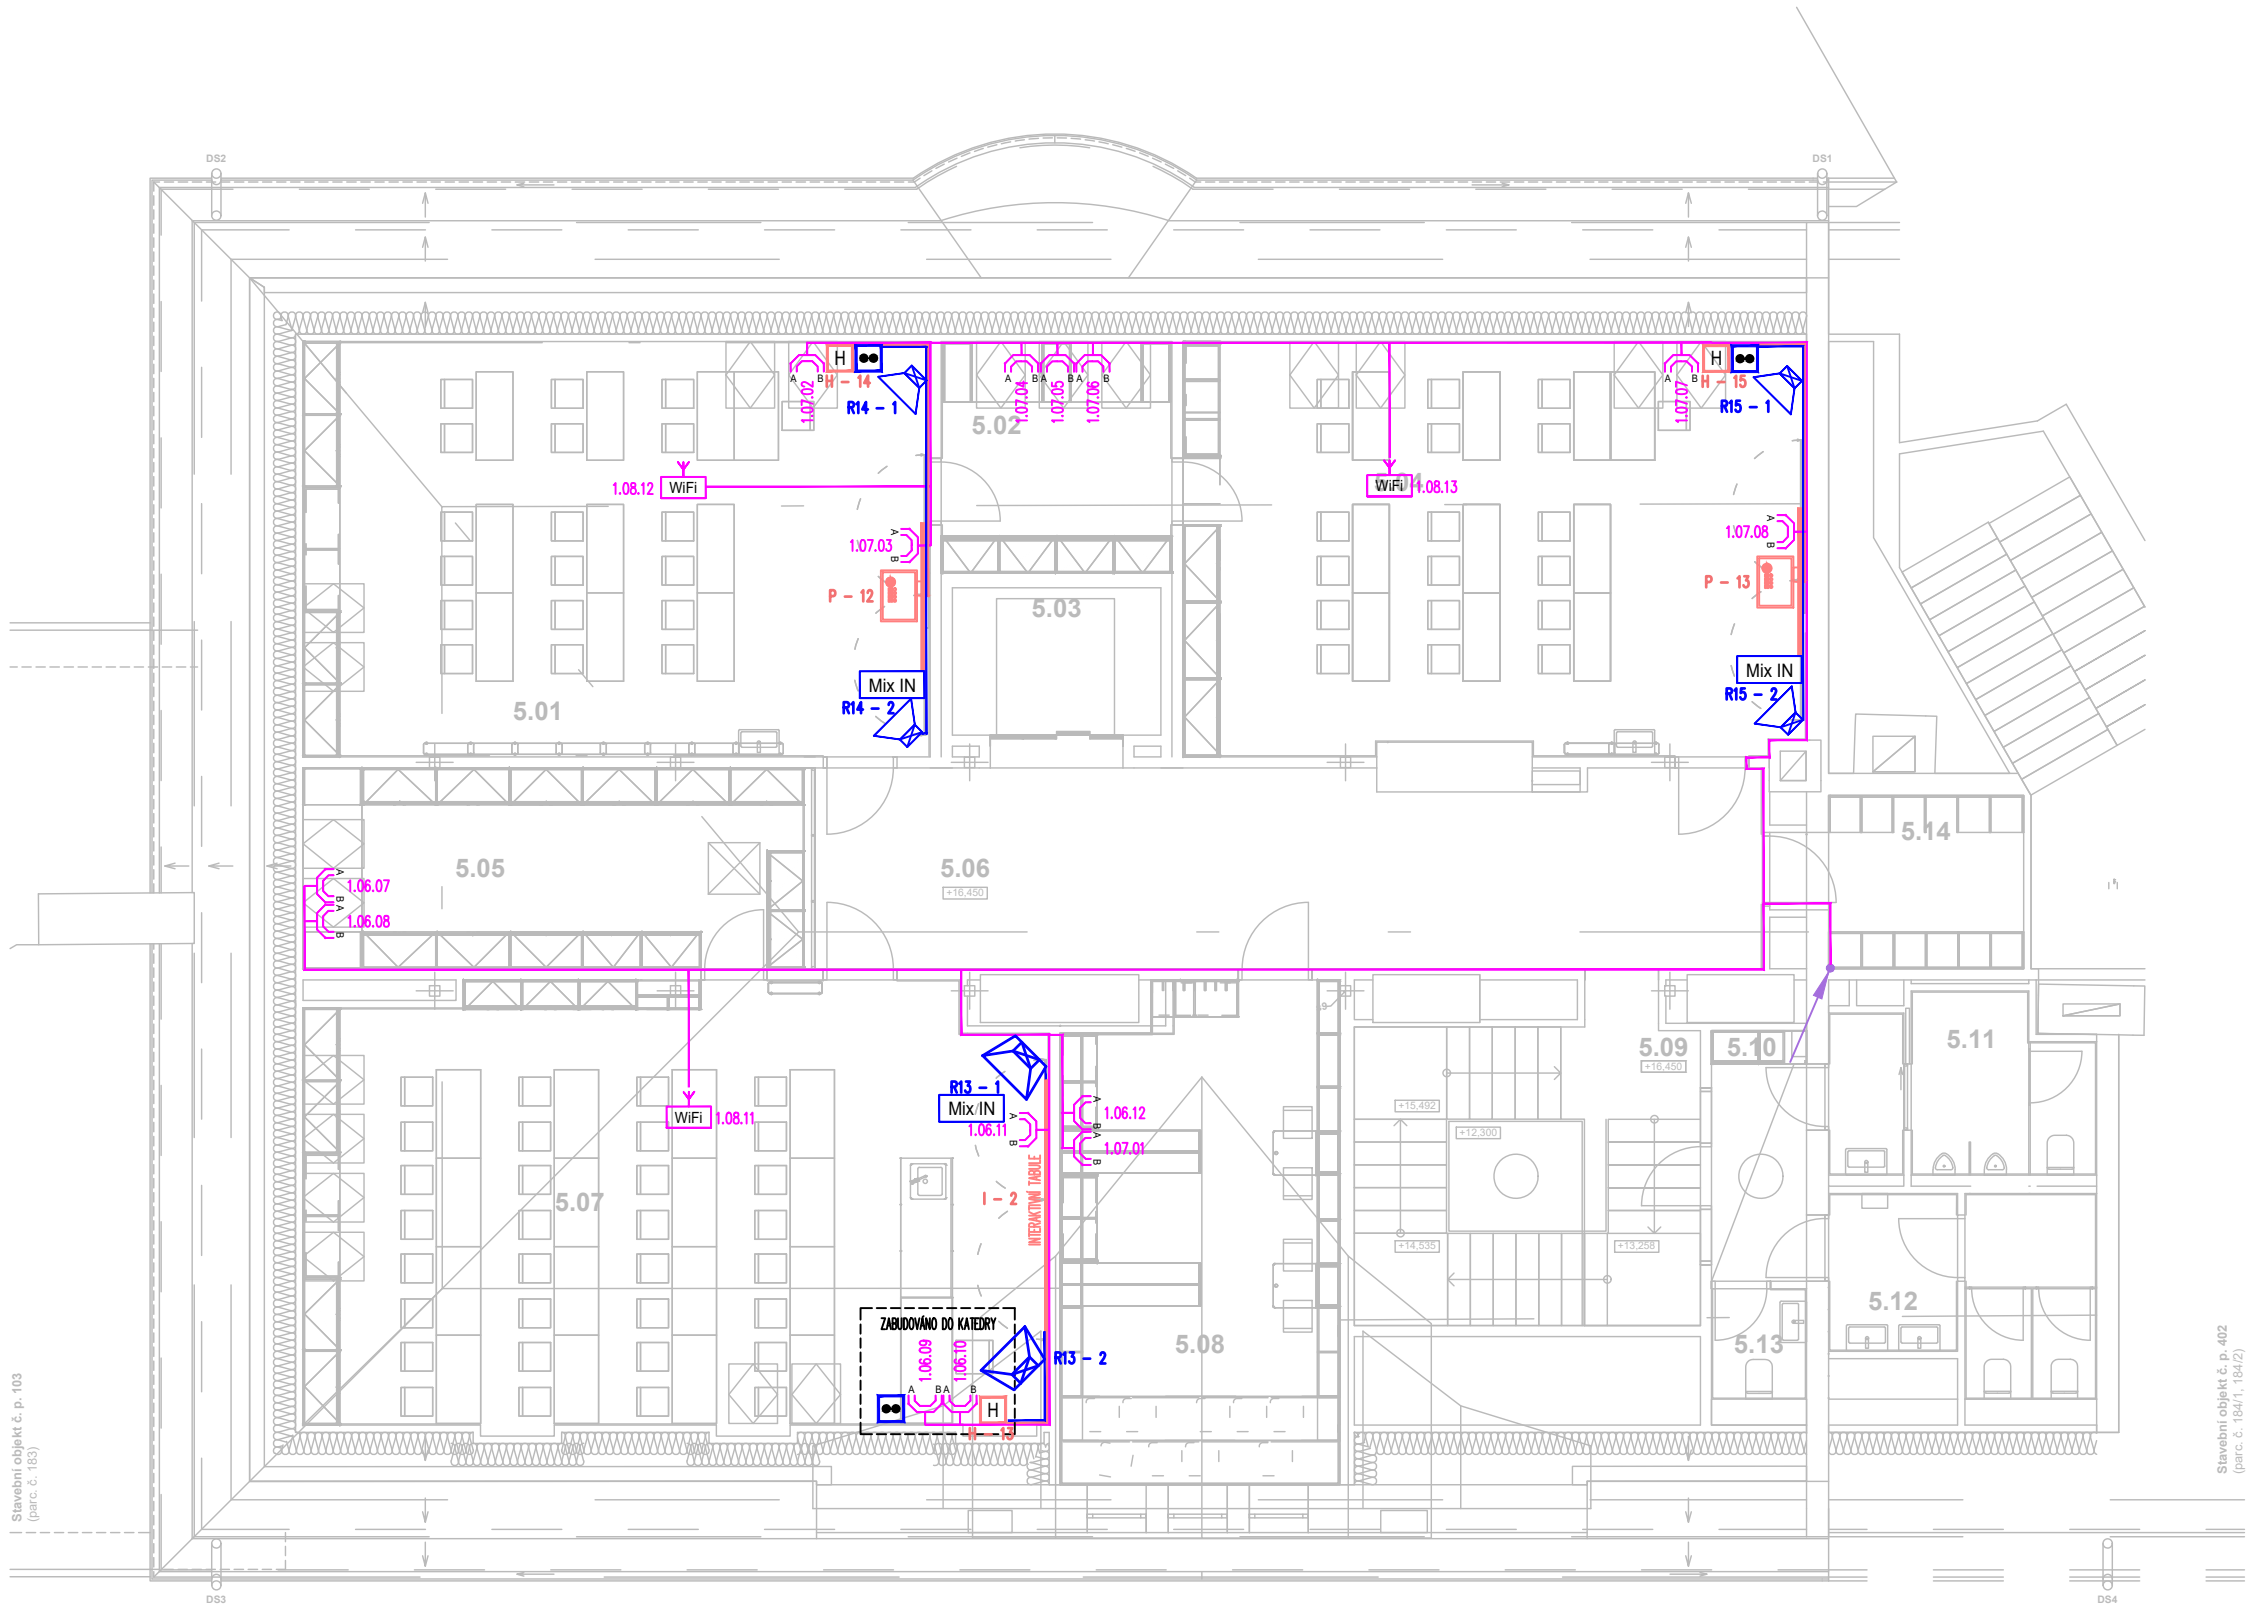 DS2
DS1
H
H - 14
A
B
1.07.02
R14 - 1
A
B
1.07.04
A
B
1.07.05
A
B
1.07.06
5.02
A
B
1.07.07
H
H - 15
R15 - 1
1.08.12
WiFi
WiFi
1.08.13
5.04
A
B
1.07.03
A
B
1.07.08
P - 12
P - 13
5.03
Mix IN
R14 - 2
Mix IN
R15 - 2
5.01
5.05
5.06
+16,450
5.14
A
B
1.06.07
A
B
1.06.08
5.09
+16,450
5.10
5.11
R13 - 1
Mix IN
WiFi
1.08.11
A
B
1.06.11
A
B
1.06.12
A
B
1.07.01
+15,492
+12,300
INTERAKTIVNÍ TABULE
I - 2
5.07
+14,535
+13,258
5.12
5.13
5.08
ZABUDOVÁNO DO KATEDRY
1.06.09
1.06.10
A
B
A
B
R13 - 2
H
H - 13
Stavební objekt č. p. 103
(parc. č. 183)
Stavební objekt č. p. 402
(parc. č. 184/1, 184/2)
DS3
DS4